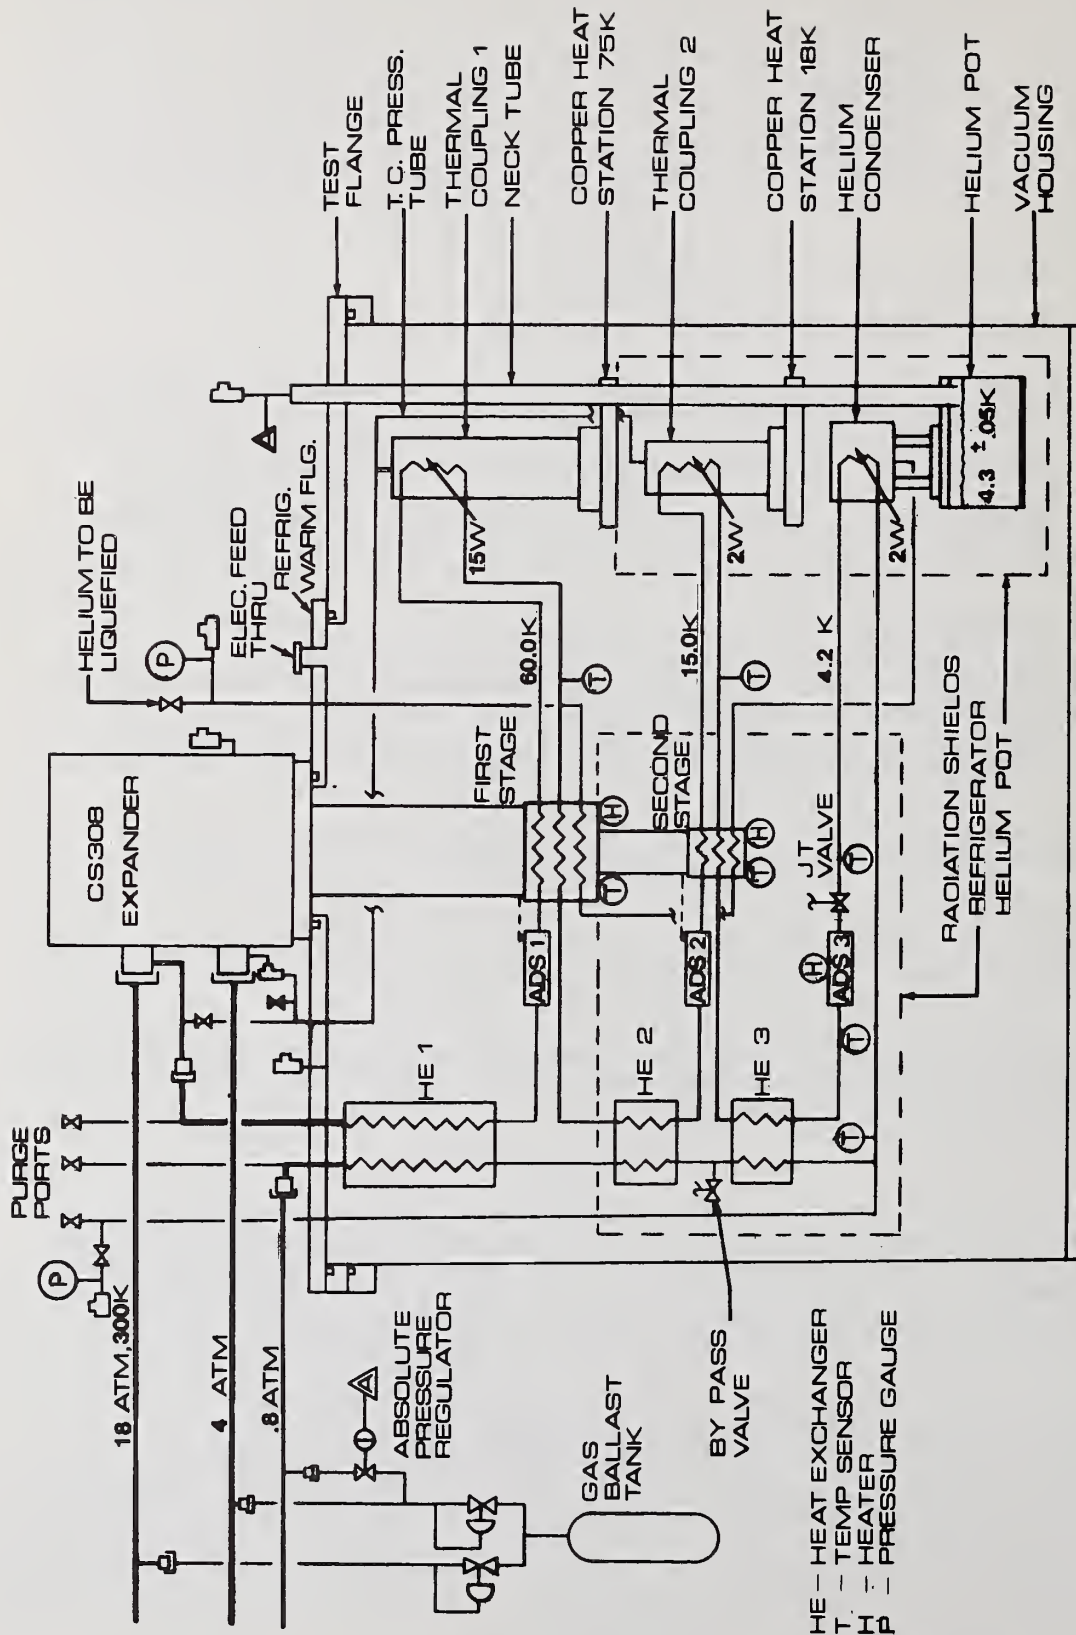 TEST
FLANGE
T.C. PRESS.
TUBE
THERMAL
COUPLING 1
NECK TUBE
COPPER HEAT
STATION 75K
THERMAL
COUPLING 2
COPPER HEAT
STATION 18K
HELIUM
CONDENSER
HELIUM POT
VACUUM
HOUSING
HELIUM TO BE
LIQUEFIED
P
ELEC. FEED
THRU
REFRIG.
WARM FLG.
15W
2W
2W
4.3 ± .05K
60.0K
15.0K
4.2 K
T
T
CS308
EXPANDER
FIRST
STAGE
SECOND
STAGE
H
T
H
T
JT
VALVE
T
RADIATION SHIELDS
REFRIGERATOR
HELIUM POT
ADS 1
ADS 2
H
ADS 3
T
T
HE 1
HE 2
HE 3
PURGE
PORTS
P
18 ATM,300K
4 ATM
.8 ATM
A
A
ABSOLUTE
PRESSURE
REGULATOR
BY PASS
VALVE
GAS
BALLAST
TANK
HE – HEAT EXCHANGER
T – TEMP SENSOR
H – HEATER
P – PRESSURE GAUGE